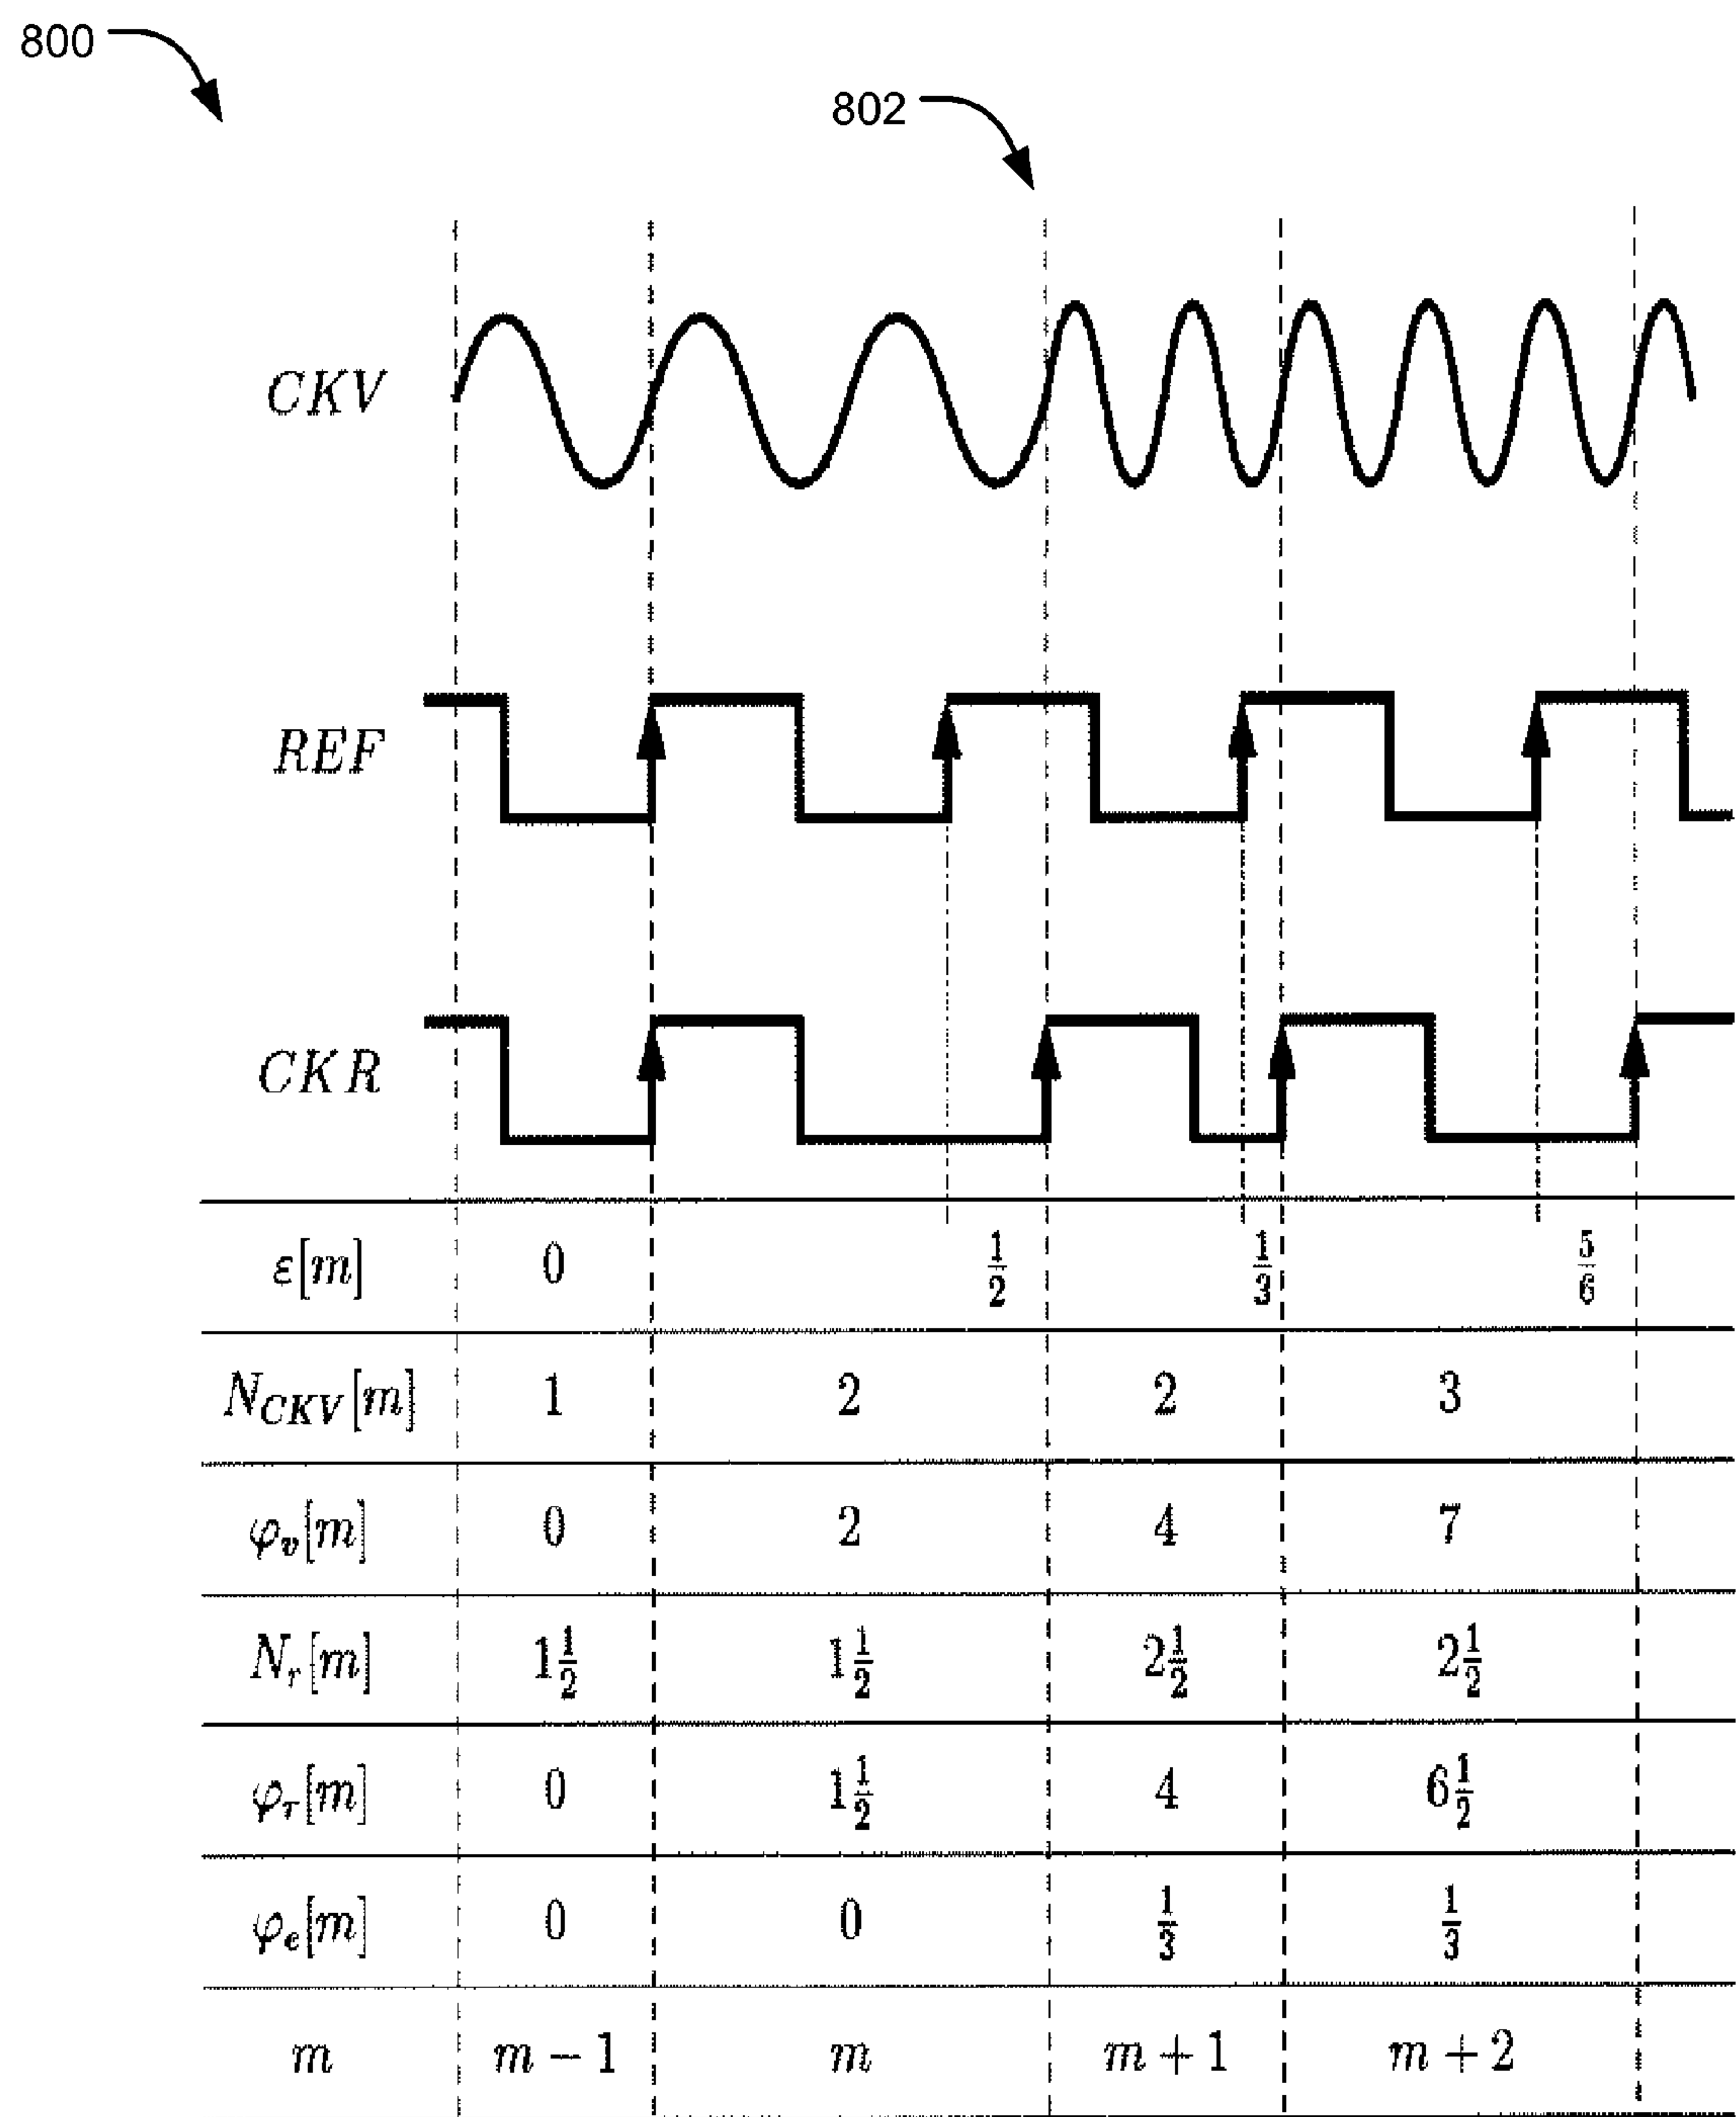 800
802
CKV
REF
CKR
ε[m] 0 1/2 1/3 5/6
N_CKV[m] 1 2 2 3
φ_v[m] 0 2 4 7
N_r[m] 1 1/2 1 1/2 2 1/2 2 1/2
φ_r[m] 0 1 1/2 4 6 1/2
φ_e[m] 0 0 1/3 1/3
m m − 1 m m + 1 m + 2